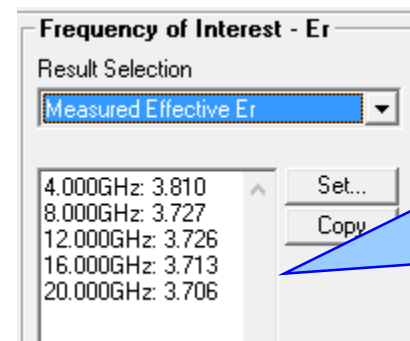 Frequency of Interest - Er
Result Selection
Measured Effective Er
4.000GHz: 3.810
8.000GHz: 3.727
12.000GHz: 3.726
16.000GHz: 3.713
20.000GHz: 3.706
Set...
Copy